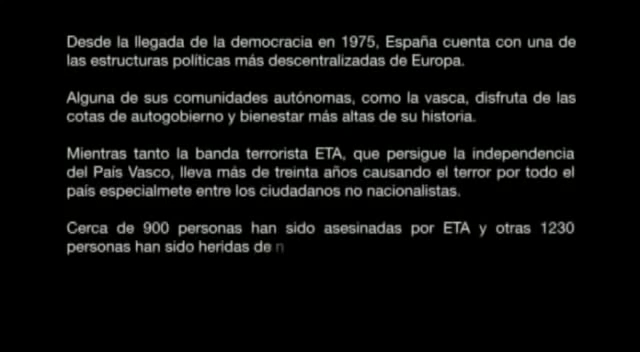 Desde la llegada de la democracia en 1975, España cuenta con una de
las estructuras políticas más descentralizadas de Europa.
Alguna de sus comunidades autónomas, como la vasca, disfruta de las
cotas de autogobierno y bienestar más altas de su historia.
Mientras tanto la banda terrorista ETA, que persigue la independencia
del País Vasco, lleva más de treinta años causando el terror por todo el
país especialmete entre los ciudadanos no nacionalistas.
Cerca de 900 personas han sido asesinadas por ETA y otras 1230
personas han sido heridas de n